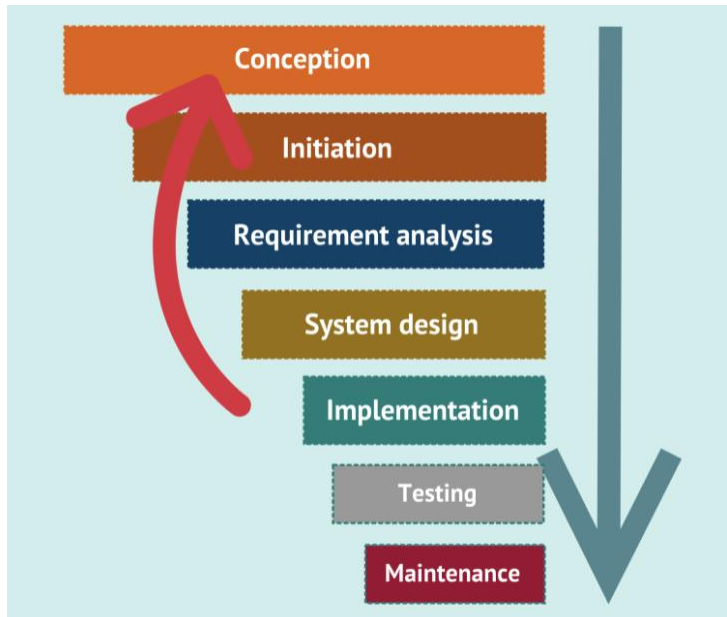 Conception
Initiation
Requirement analysis
System design
Implementation
Testing
Maintenance